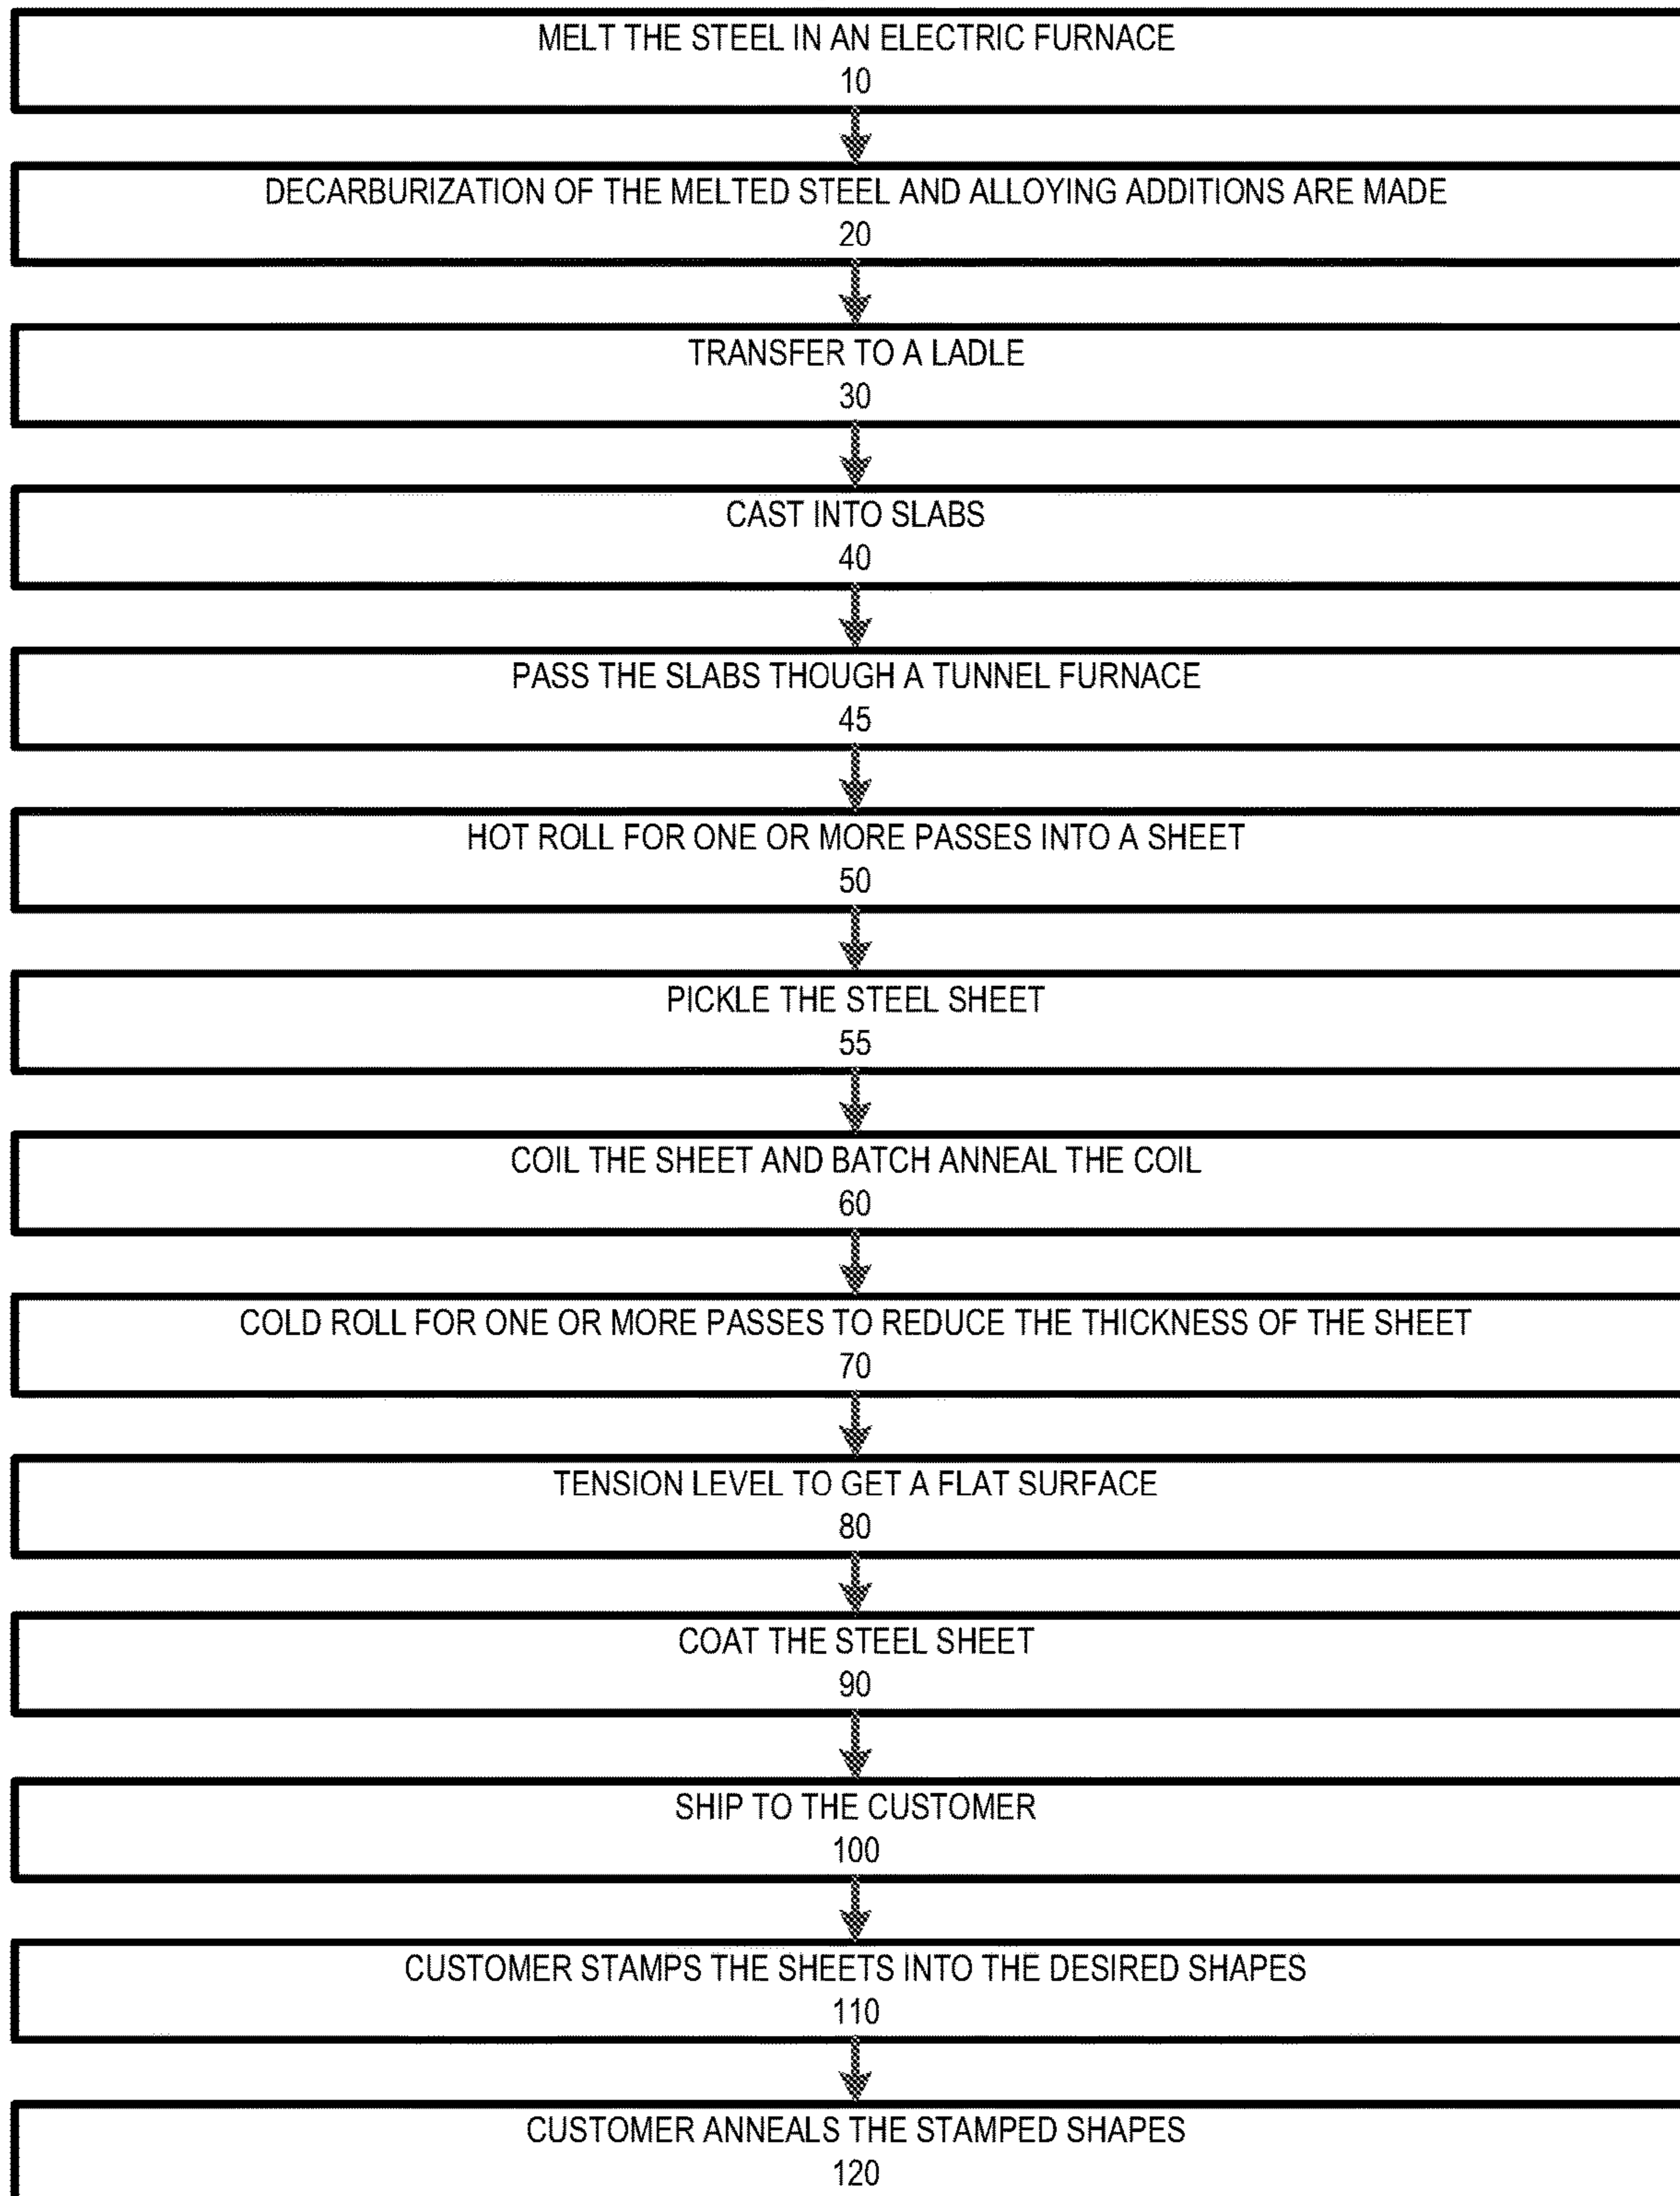 MELT THE STEEL IN AN ELECTRIC FURNACE
10
DECARBURIZATION OF THE MELTED STEEL AND ALLOYING ADDITIONS ARE MADE
20
TRANSFER TO A LADLE
30
CAST INTO SLABS
40
PASS THE SLABS THOUGH A TUNNEL FURNACE
45
HOT ROLL FOR ONE OR MORE PASSES INTO A SHEET
50
PICKLE THE STEEL SHEET
55
COIL THE SHEET AND BATCH ANNEAL THE COIL
60
COLD ROLL FOR ONE OR MORE PASSES TO REDUCE THE THICKNESS OF THE SHEET
70
TENSION LEVEL TO GET A FLAT SURFACE
80
COAT THE STEEL SHEET
90
SHIP TO THE CUSTOMER
100
CUSTOMER STAMPS THE SHEETS INTO THE DESIRED SHAPES
110
CUSTOMER ANNEALS THE STAMPED SHAPES
120